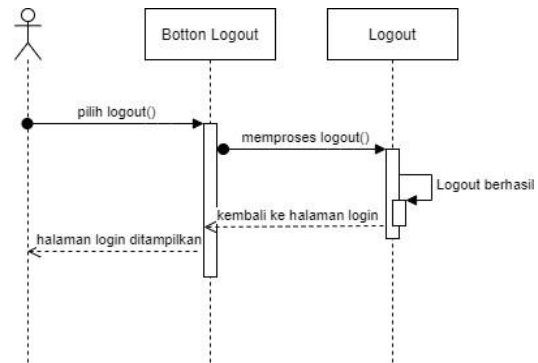 Botton Logout
Logout
pilih logout()
memproses logout()
Logout berhasil
kembali ke halaman login
halaman login ditampilkan